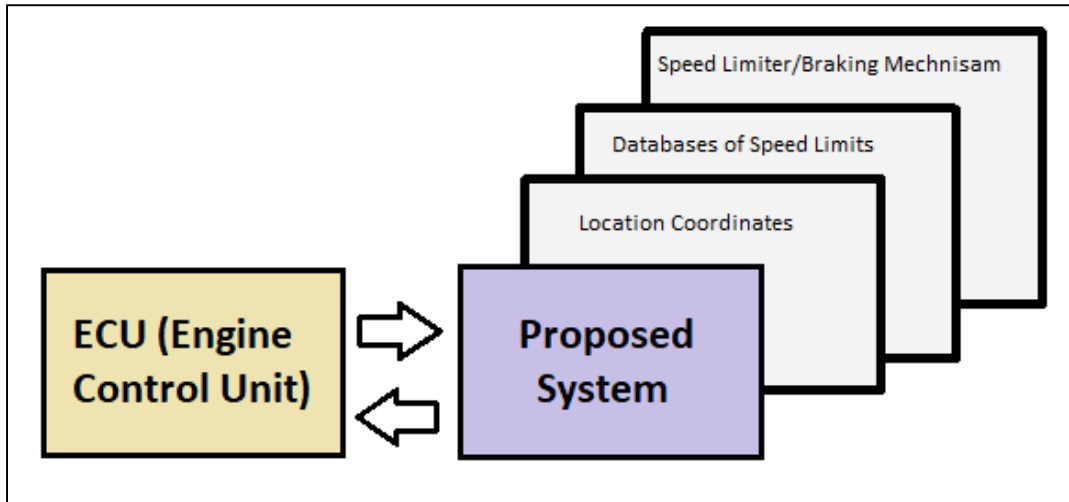 Speed Limiter/Braking Mechnisam
Databases of Speed Limits
Location Coordinates
ECU (Engine
Control Unit)
Proposed
System